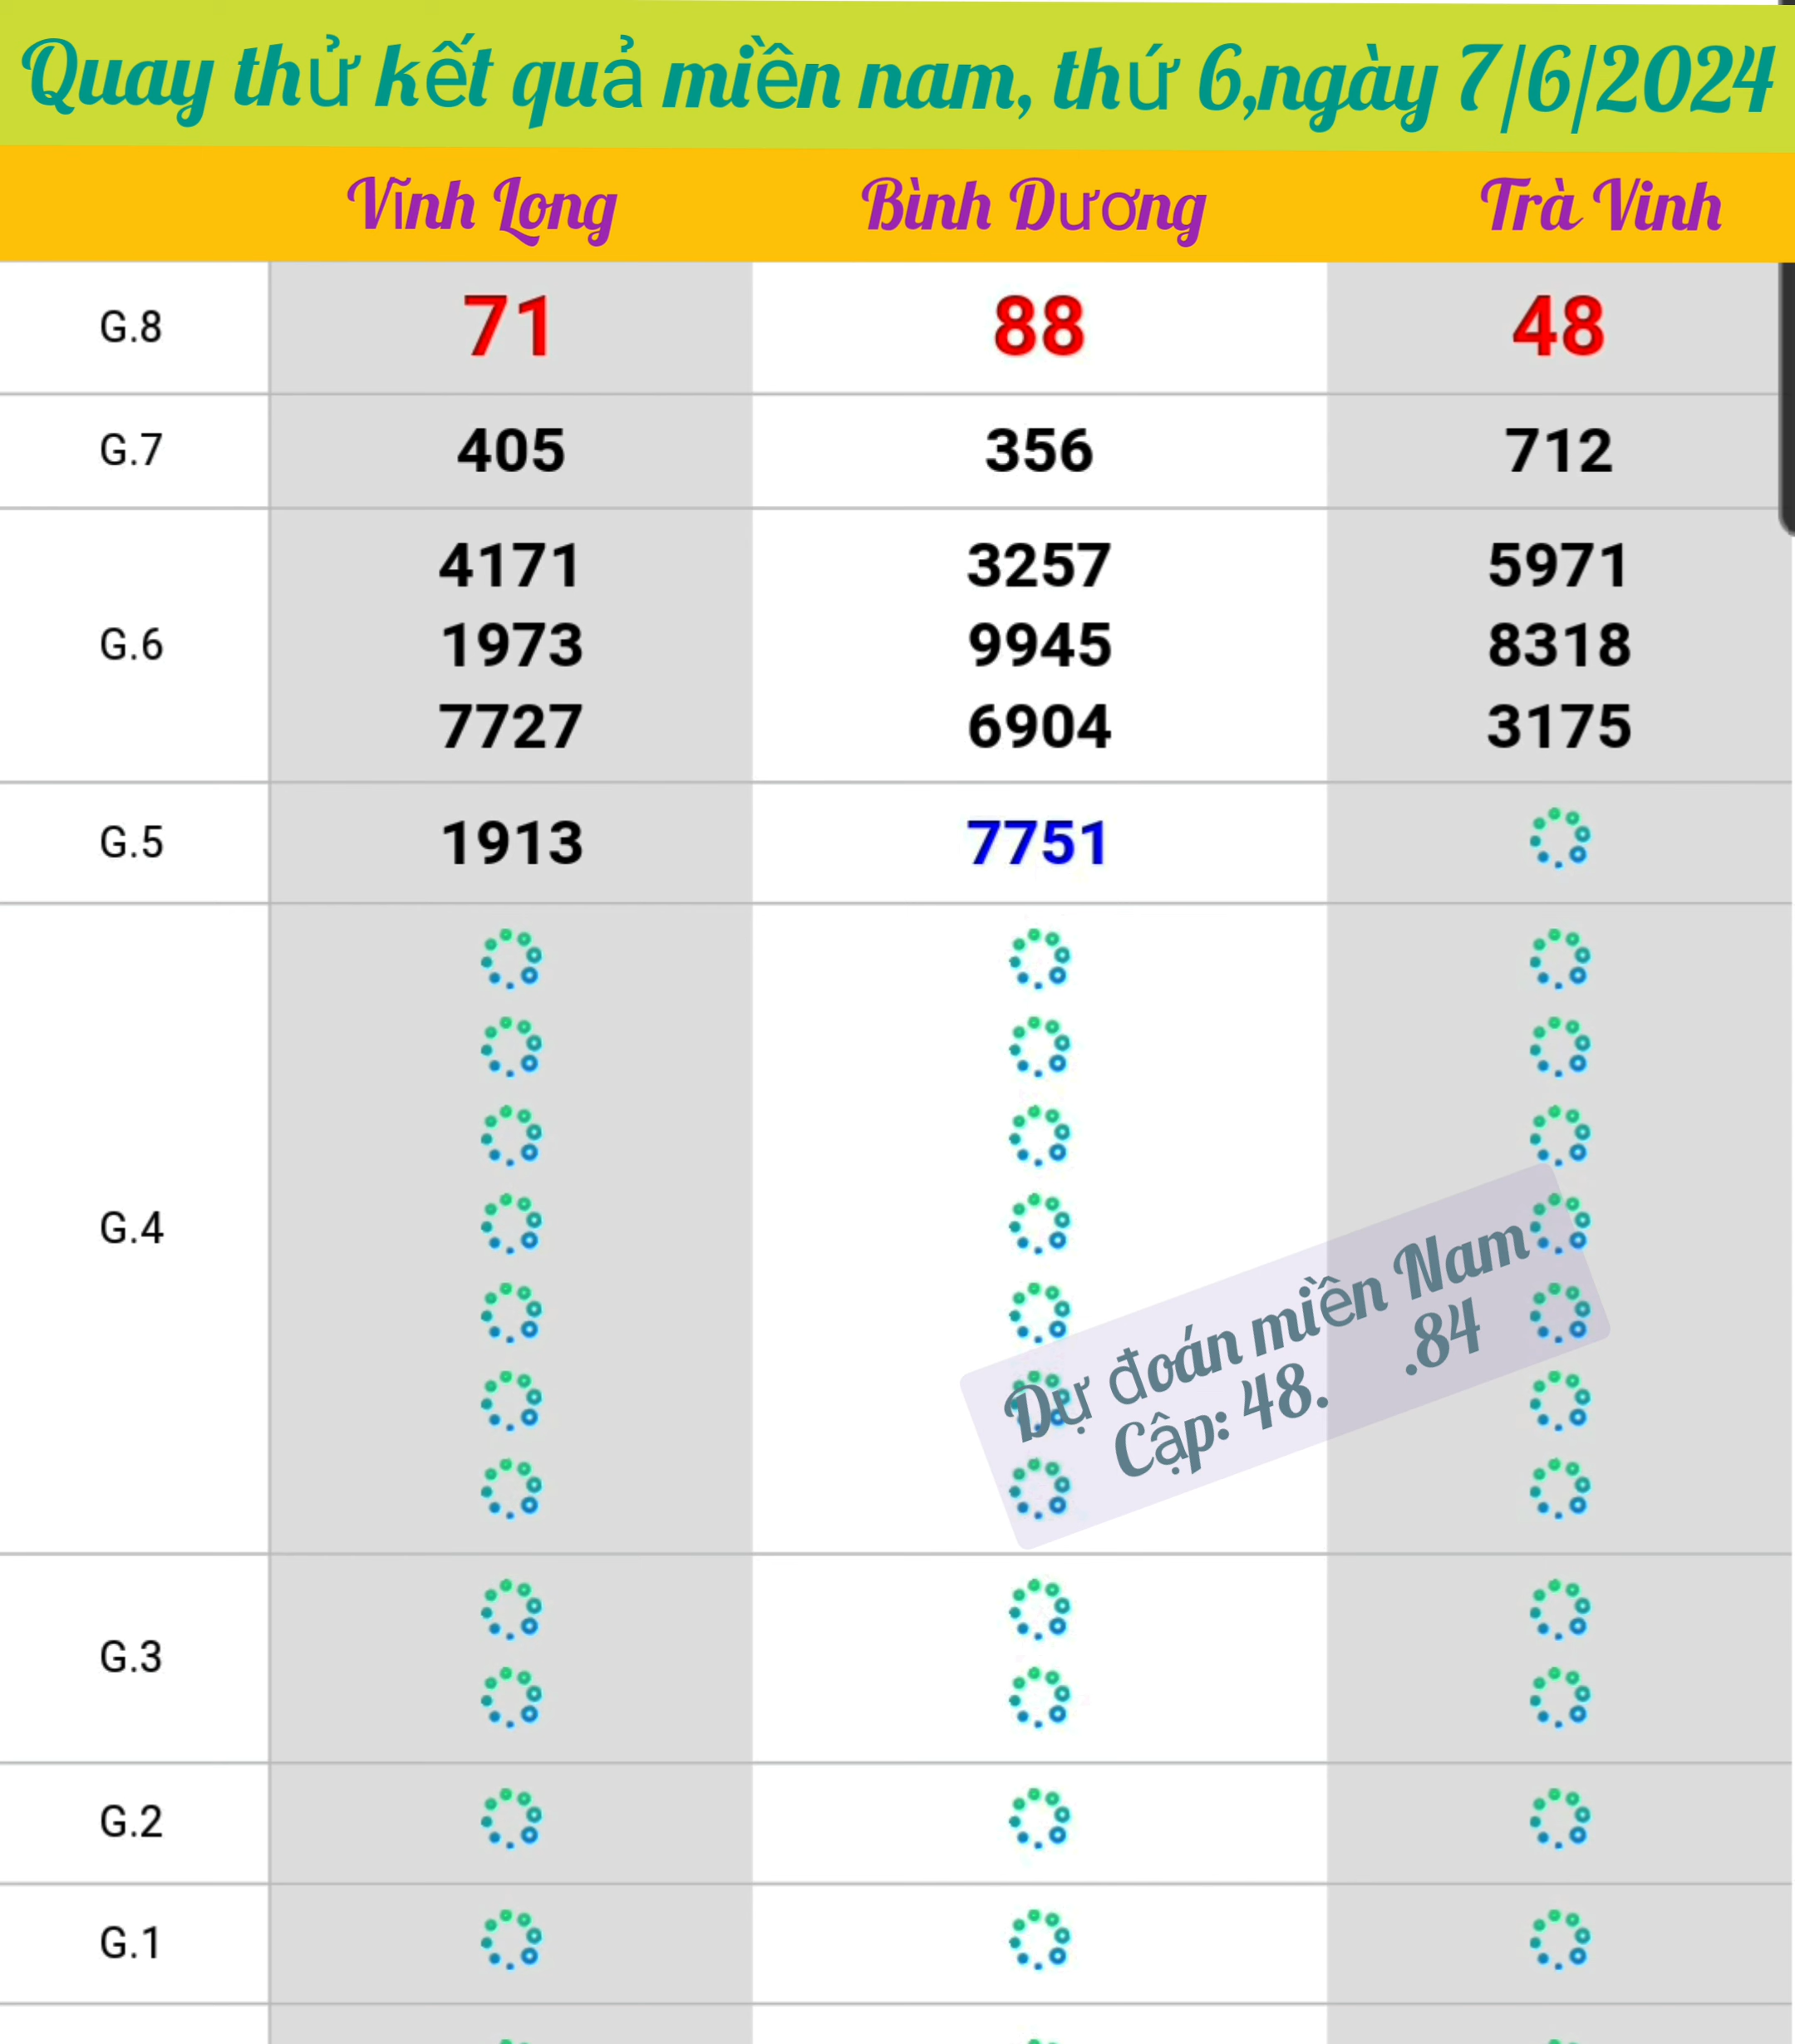 Quay thử kết quả miền nam, thứ 6,ngày 7/6/2024
Vĩnh Long Bình Dương Trà Vinh
G.8 71 88 48
G.7 405 356 712
4171 3257 5971
G.6 1973 9945 8318
7727 6904 3175
G.5 1913 7751
G.4
Dự đoán miền Nam
Cập: 48. .84
G.3
G.2
G.1